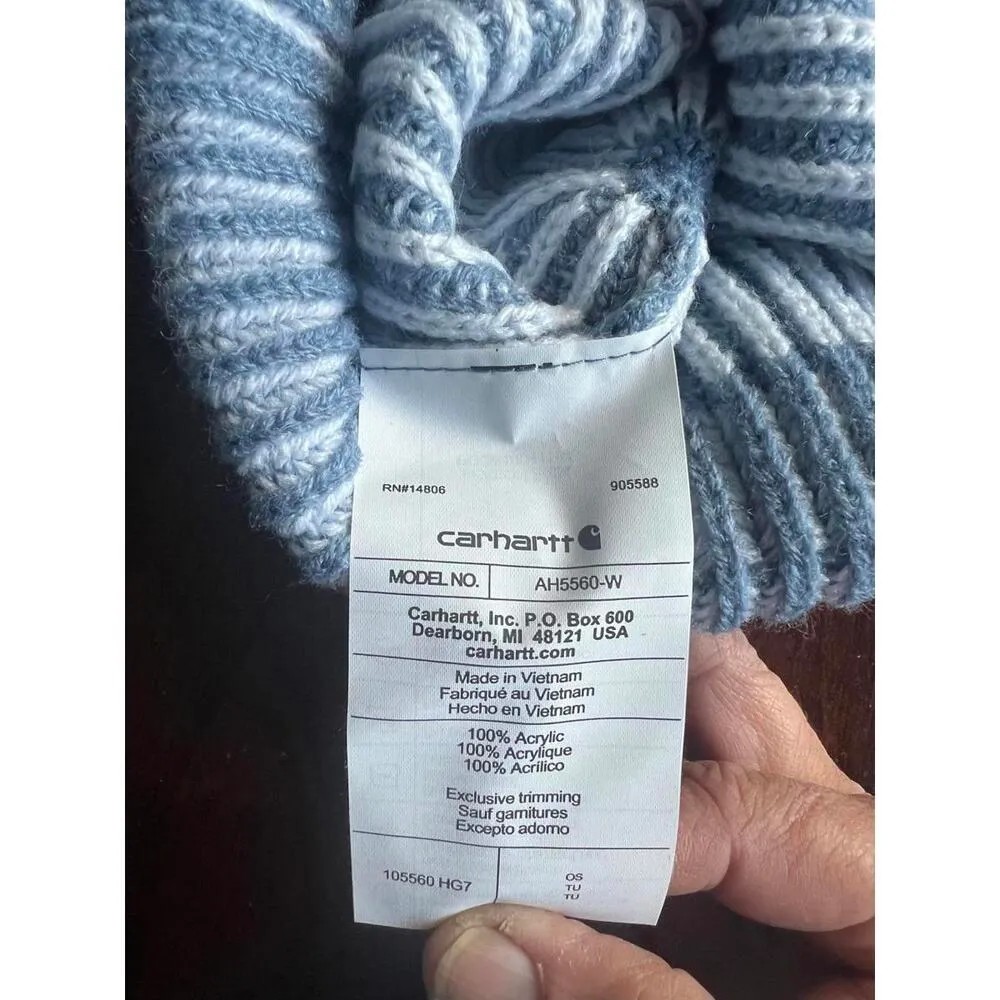 RN#14806 905588
carhartt
MODEL NO. AH5560-W
Carhartt, Inc. P.O. Box 600
Dearborn, MI 48121 USA
carhartt.com
Made in Vietnam
Fabriqué au Vietnam
Hecho en Vietnam
100% Acrylic
100% Acrylique
100% Acrílico
Exclusive trimming
Sauf garnitures
Excepto adorno
105560 HG7 OS
TU
TU